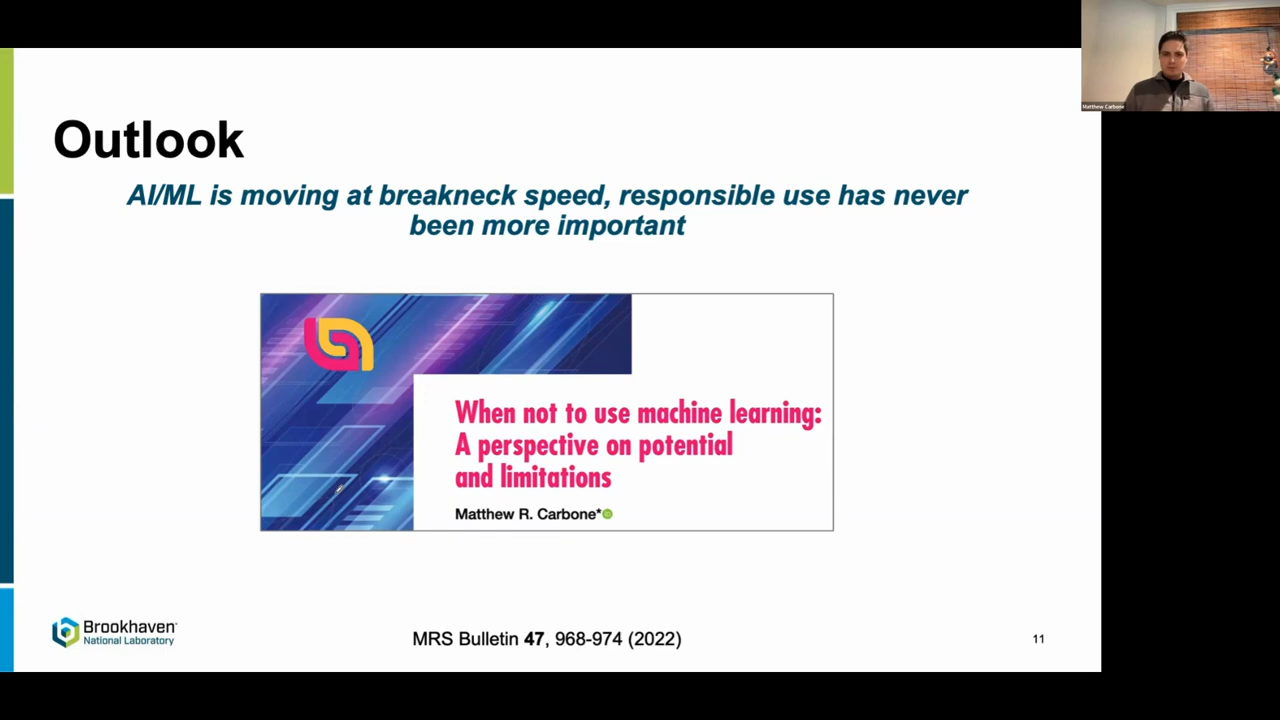 Matthew Carbone
Outlook
AI/ML is moving at breakneck speed, responsible use has never
been more important
When not to use machine learning:
A perspective on potential
and limitations
Matthew R. Carbone*
Brookhaven
National Laboratory
MRS Bulletin 47, 968-974 (2022)
11